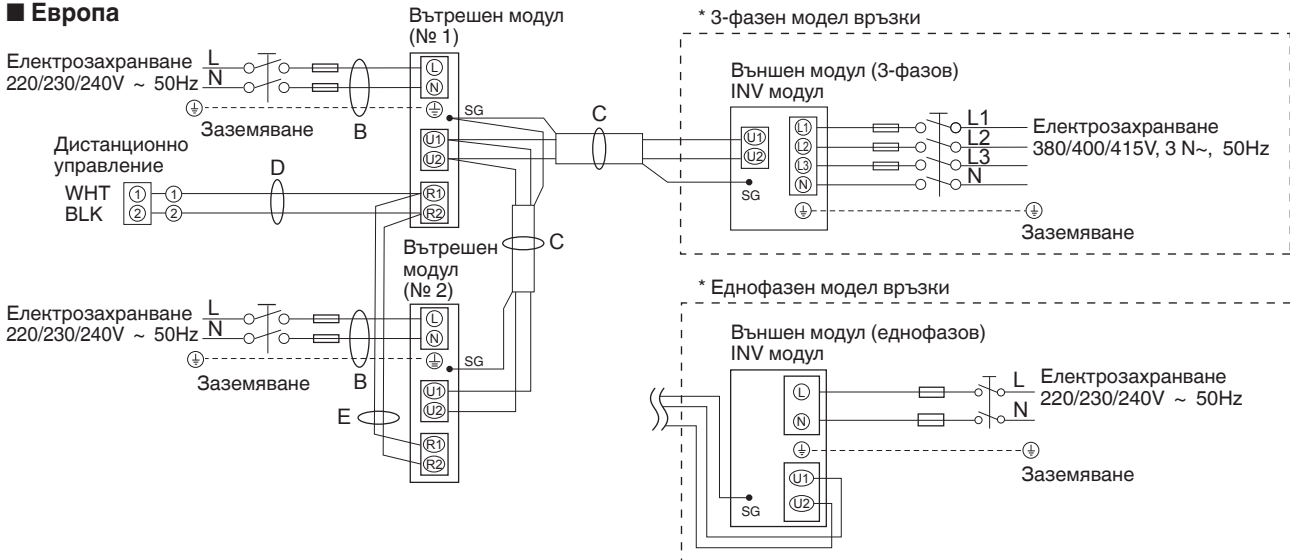 ■ Европа
Вътрешен модул
(№ 1)
Електрозахранване
220/230/240V ~ 50Hz
L
N
Заземяване
B
L
N
SG
U1
U2
R1
R2
Дистанционно
управление
WHT
BLK
1
2
1
2
D
C
C
Вътрешен
модул
(№ 2)
Електрозахранване
220/230/240V ~ 50Hz
L
N
Заземяване
B
E
L
N
SG
U1
U2
R1
R2
* 3-фазен модел връзки
Външен модул (3-фазов)
INV модул
U1
U2
SG
L1
L2
L3
N
L1
L2
L3
N
Електрозахранване
380/400/415V, 3 N~, 50Hz
Заземяване
* Еднофазен модел връзки
Външен модул (еднофазов)
INV модул
L
N
U1
U2
SG
L
N
Електрозахранване
220/230/240V ~ 50Hz
Заземяване